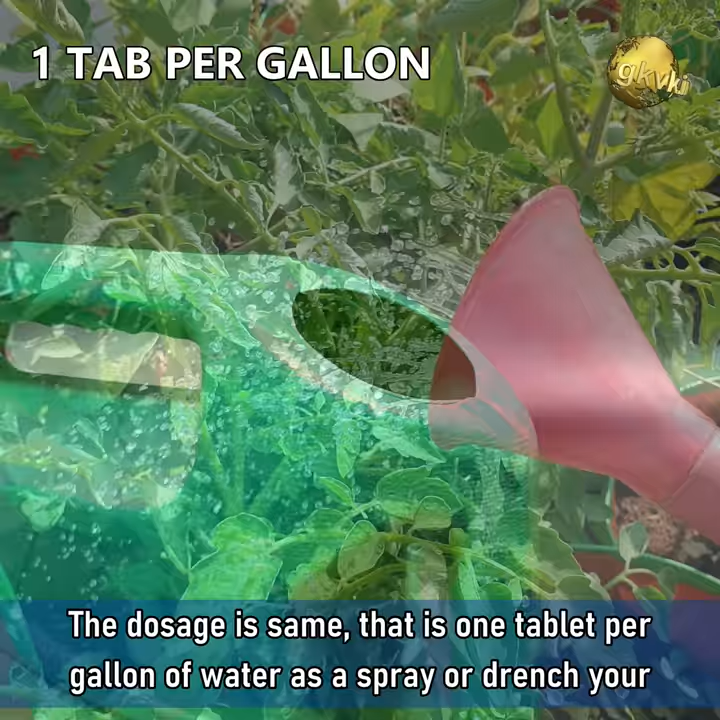 1 TAB PER GALLON
gkvki
The dosage is same, that is one tablet per
gallon of water as a spray or drench your